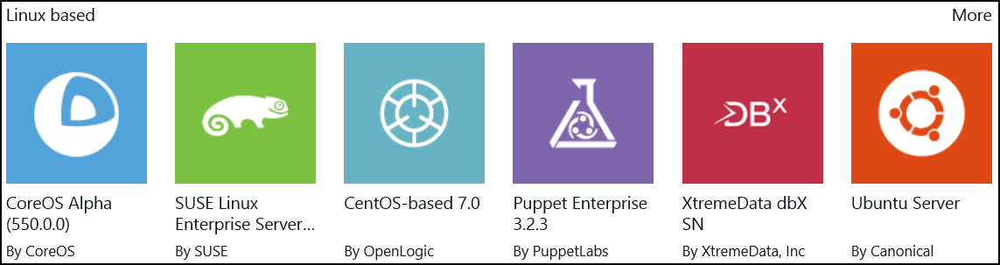 Linux based
More
DBX
CoreOS Alpha
(550.0.0)
By CoreOS
SUSE Linux
Enterprise Server...
By SUSE
CentOS-based 7.0
By OpenLogic
Puppet Enterprise
3.2.3
By PuppetLabs
XtremeData dbX
SN
By XtremeData, Inc
Ubuntu Server
By Canonical